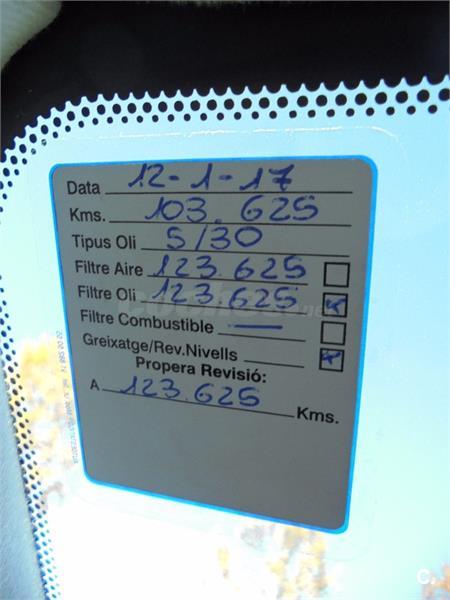 Data 12-1-17
Kms. 103.625
Tipus Oli 5/30
Filtre Aire 123.625
Filtre Oli 123.625
Filtre Combustible —
Greixatge/Rev.Nivells
Propera Revisió:
A 123.625 Kms.